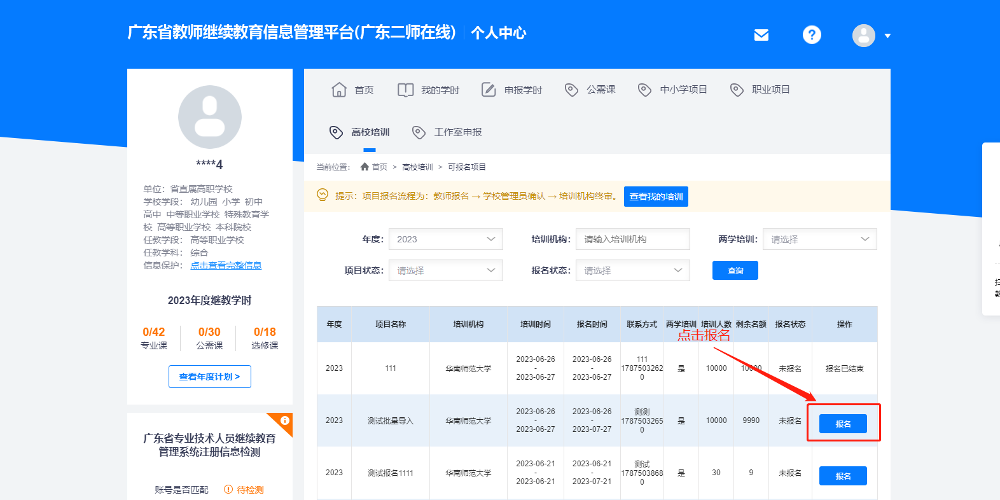 广东省教师继续教育信息管理平台(广东二师在线) 个人中心
?
****4
单位： 省直属高职学校
学校学段： 幼儿园 小学 初中
高中 中等职业学校 特殊教育学
校 高等职业学校 本科院校
任教学段： 高等职业学校
任教学科： 综合
信息保护： 点击查看完整信息
2023年度继教学时
0/42 0/30 0/18
专业课 公需课 选修课
查看年度计划 >
广东省专业技术人员继续教育
管理系统注册信息检测
账号是否匹配 待检测
首页 我的学时 申报学时 公需课 中小学项目 职业项目
高校培训 工作室申报
当前位置： 首页 > 高校培训 > 可报名项目
提示：项目报名流程为：教师报名 → 学校管理员确认 → 培训机构终审。 查看我的培训
年度： 2023 培训机构： 请输入培训机构 两学培训： 请选择
项目状态： 请选择 报名状态： 请选择 查询
年度 项目名称 培训机构 培训时间 报名时间 联系方式 两学培训 培训人数 剩余名额 报名状态 操作
点击报名
2023 111 华南师范大学 2023-06-26 - 2023-06-27 2023-06-26 - 2023-06-27 111 17875032620 是 10000 10000 未报名 报名已结束
2023 测试批量导入 华南师范大学 2023-06-26 - 2023-06-27 2023-06-26 - 2023-07-27 测测 17875032650 是 10000 9990 未报名 报名
2023 测试报名1111 华南师范大学 2023-06-21 - 2023-06-21 2023-06-21 - 2023-07-21 测试 17875038680 是 30 9 未报名 报名